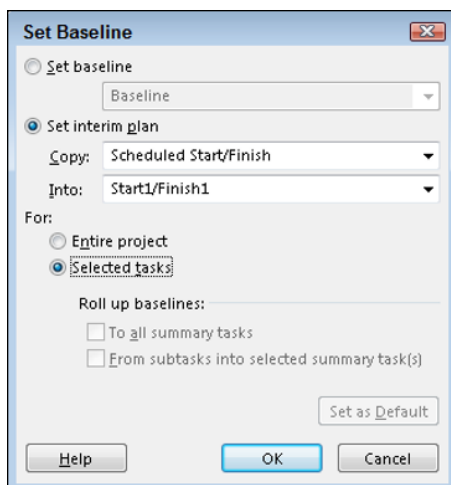 Set Baseline
Set baseline
Baseline
Set interim plan
Copy: Scheduled Start/Finish
Into: Start1/Finish1
For:
Entire project
Selected tasks
Roll up baselines:
To all summary tasks
From subtasks into selected summary task(s)
Set as Default
Help OK Cancel